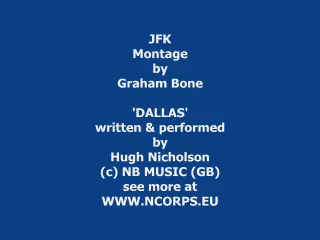 JFK
Montage
by
Graham Bone
'DALLAS'
written & performed
by
Hugh Nicholson
(c) NB MUSIC (GB)
see more at
WWW.NCORPS.EU